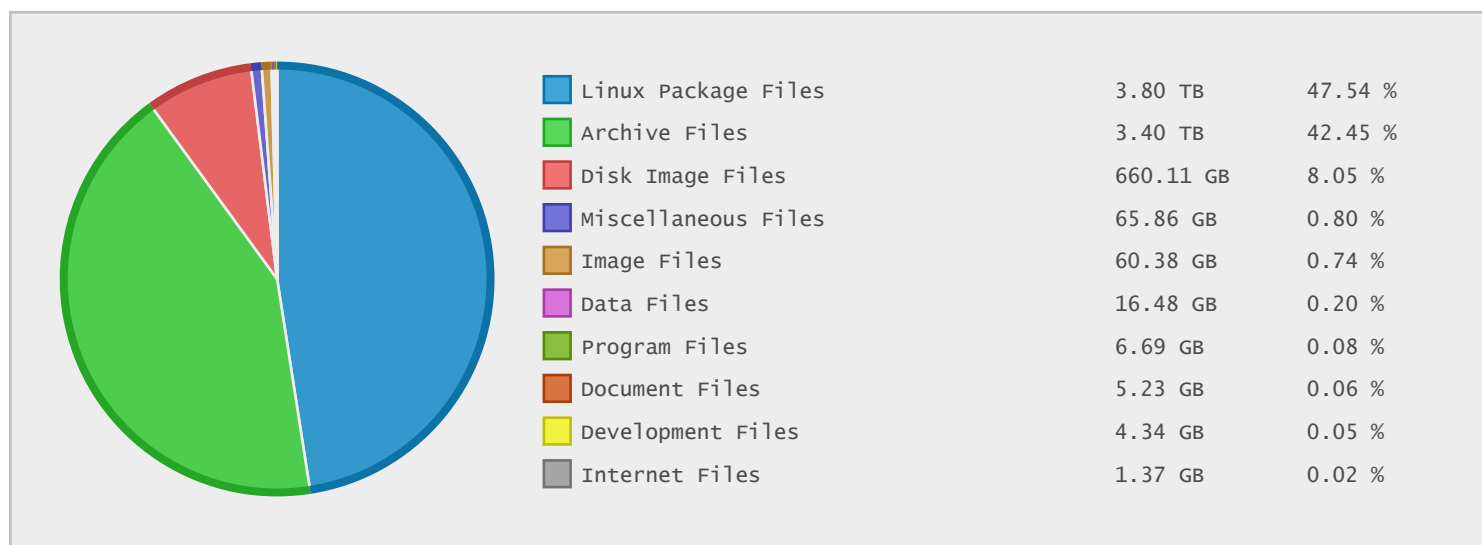 Linux Package Files 3.80 TB 47.54 %
Archive Files 3.40 TB 42.45 %
Disk Image Files 660.11 GB 8.05 %
Miscellaneous Files 65.86 GB 0.80 %
Image Files 60.38 GB 0.74 %
Data Files 16.48 GB 0.20 %
Program Files 6.69 GB 0.08 %
Document Files 5.23 GB 0.06 %
Development Files 4.34 GB 0.05 %
Internet Files 1.37 GB 0.02 %